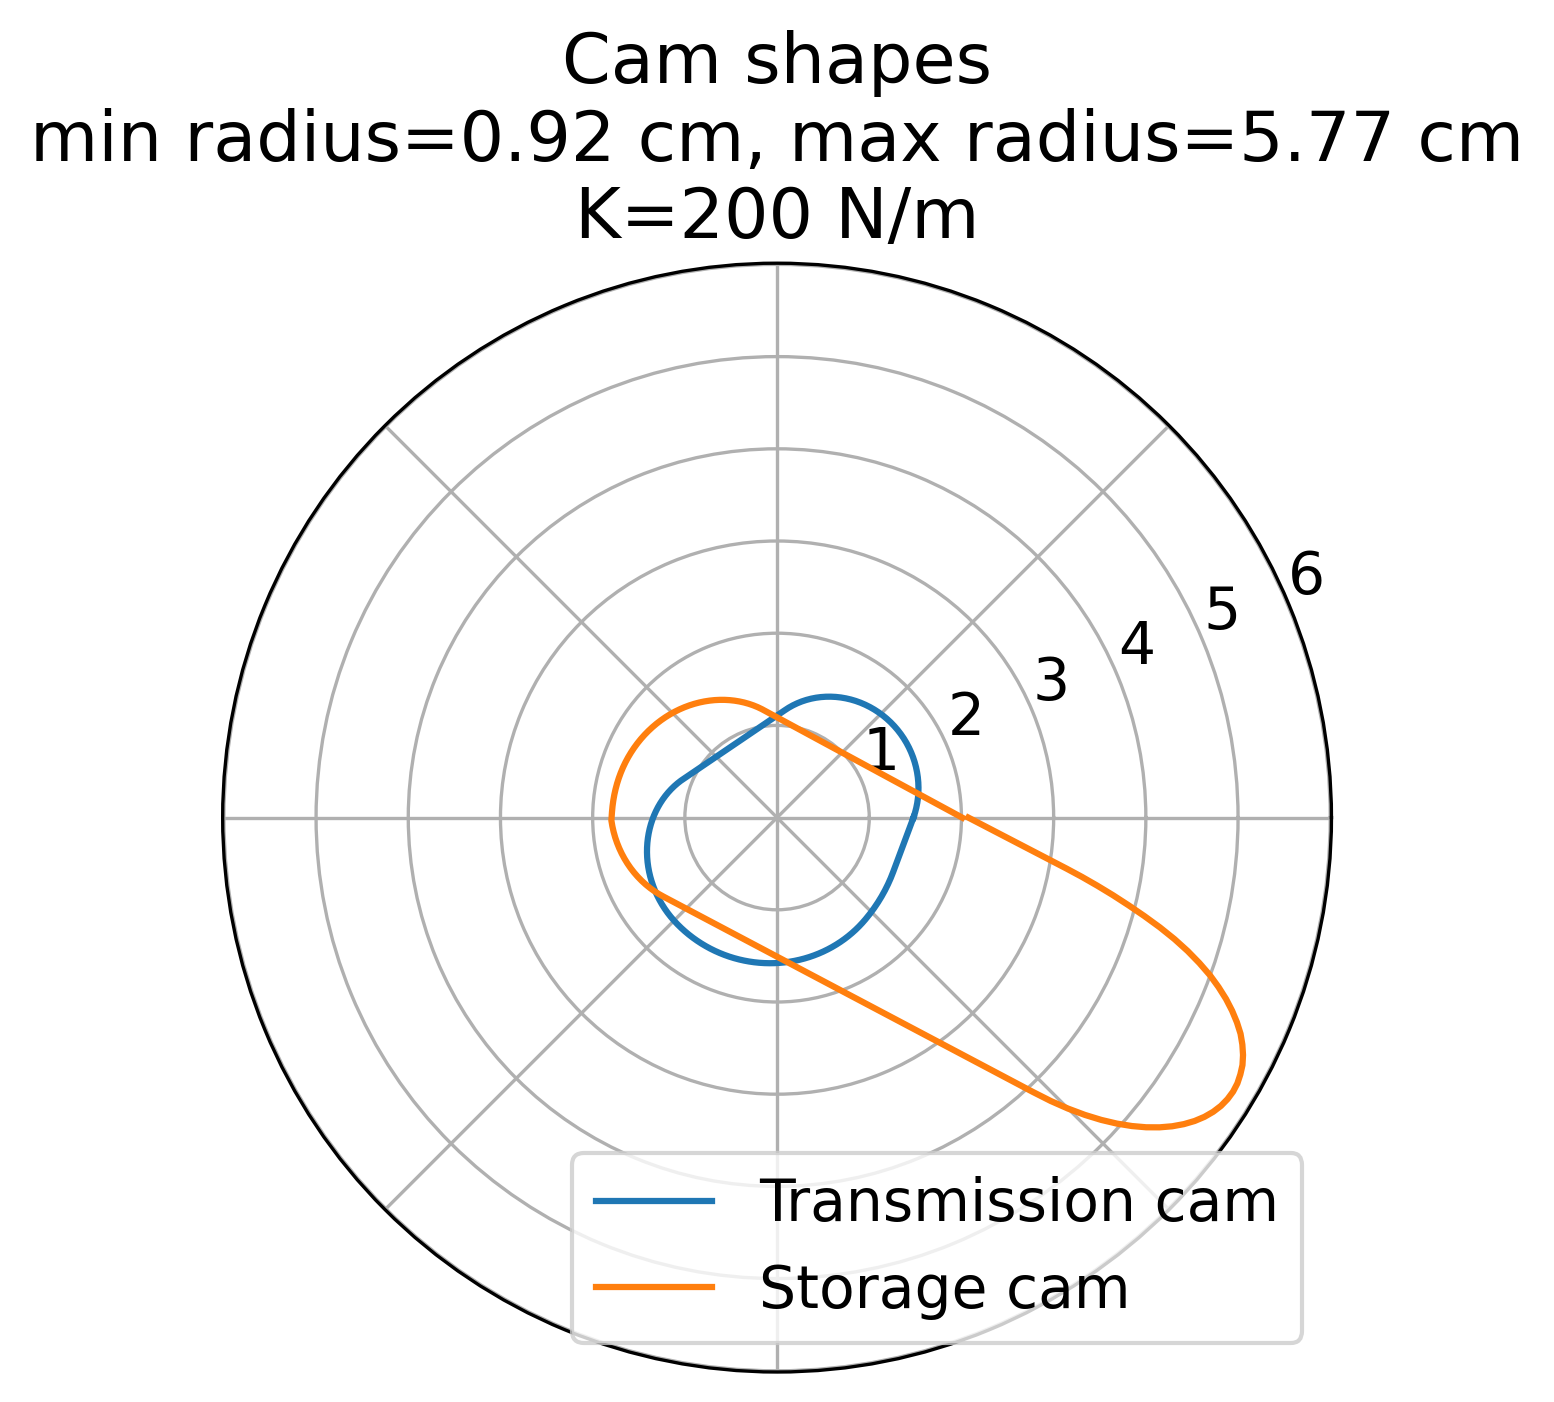 Cam shapes
min radius=0.92 cm, max radius=5.77 cm
K=200 N/m
6
5
4
3
2
1
Transmission cam
Storage cam